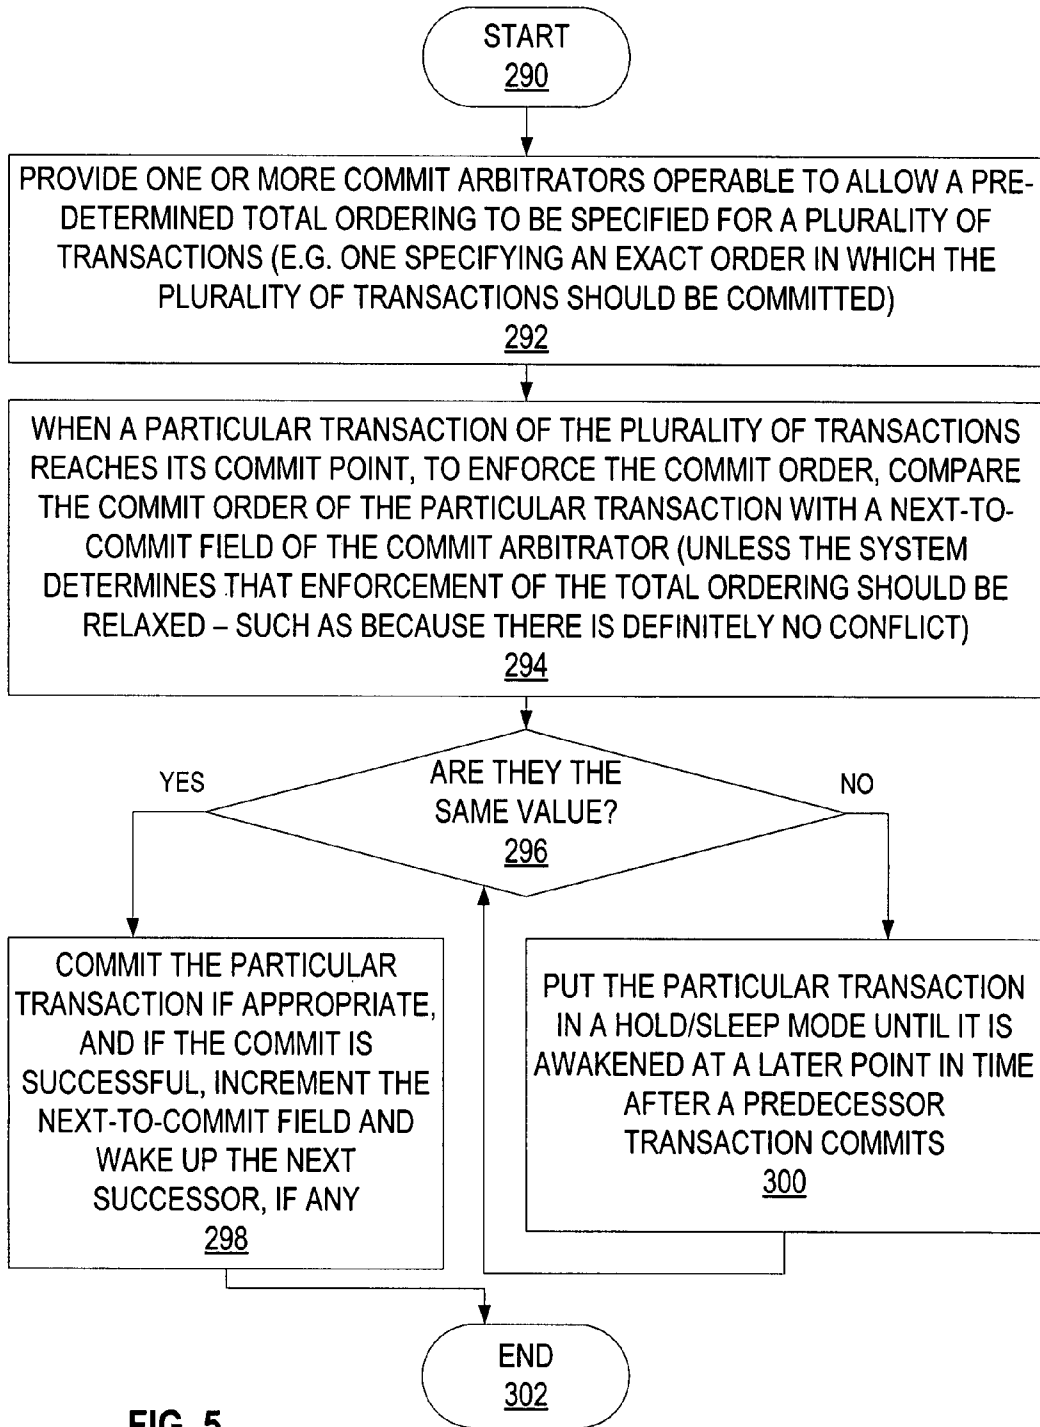 START
290
PROVIDE ONE OR MORE COMMIT ARBITRATORS OPERABLE TO ALLOW A PRE-
DETERMINED TOTAL ORDERING TO BE SPECIFIED FOR A PLURALITY OF
TRANSACTIONS (E.G. ONE SPECIFYING AN EXACT ORDER IN WHICH THE
PLURALITY OF TRANSACTIONS SHOULD BE COMMITTED)
292
WHEN A PARTICULAR TRANSACTION OF THE PLURALITY OF TRANSACTIONS
REACHES ITS COMMIT POINT, TO ENFORCE THE COMMIT ORDER, COMPARE
THE COMMIT ORDER OF THE PARTICULAR TRANSACTION WITH A NEXT-TO-
COMMIT FIELD OF THE COMMIT ARBITRATOR (UNLESS THE SYSTEM
DETERMINES THAT ENFORCEMENT OF THE TOTAL ORDERING SHOULD BE
RELAXED – SUCH AS BECAUSE THERE IS DEFINITELY NO CONFLICT)
294
YES
ARE THEY THE
SAME VALUE?
296
NO
COMMIT THE PARTICULAR
TRANSACTION IF APPROPRIATE,
AND IF THE COMMIT IS
SUCCESSFUL, INCREMENT THE
NEXT-TO-COMMIT FIELD AND
WAKE UP THE NEXT
SUCCESSOR, IF ANY
298
PUT THE PARTICULAR TRANSACTION
IN A HOLD/SLEEP MODE UNTIL IT IS
AWAKENED AT A LATER POINT IN TIME
AFTER A PREDECESSOR
TRANSACTION COMMITS
300
END
302
FIG. 5